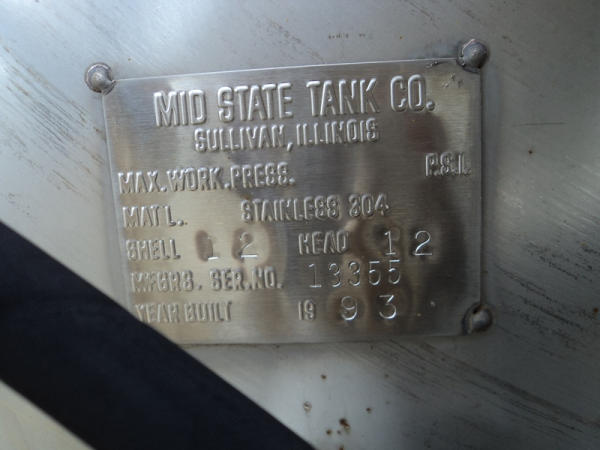 MID STATE TANK CO.
SULLIVAN, ILLINOIS
MAX. WORK. PRESS. P.S.I.
MAT'L. STAINLESS 304
SHELL 12 HEAD 12
MFGRS. SER. NO. 13355
YEAR BUILT 19 93